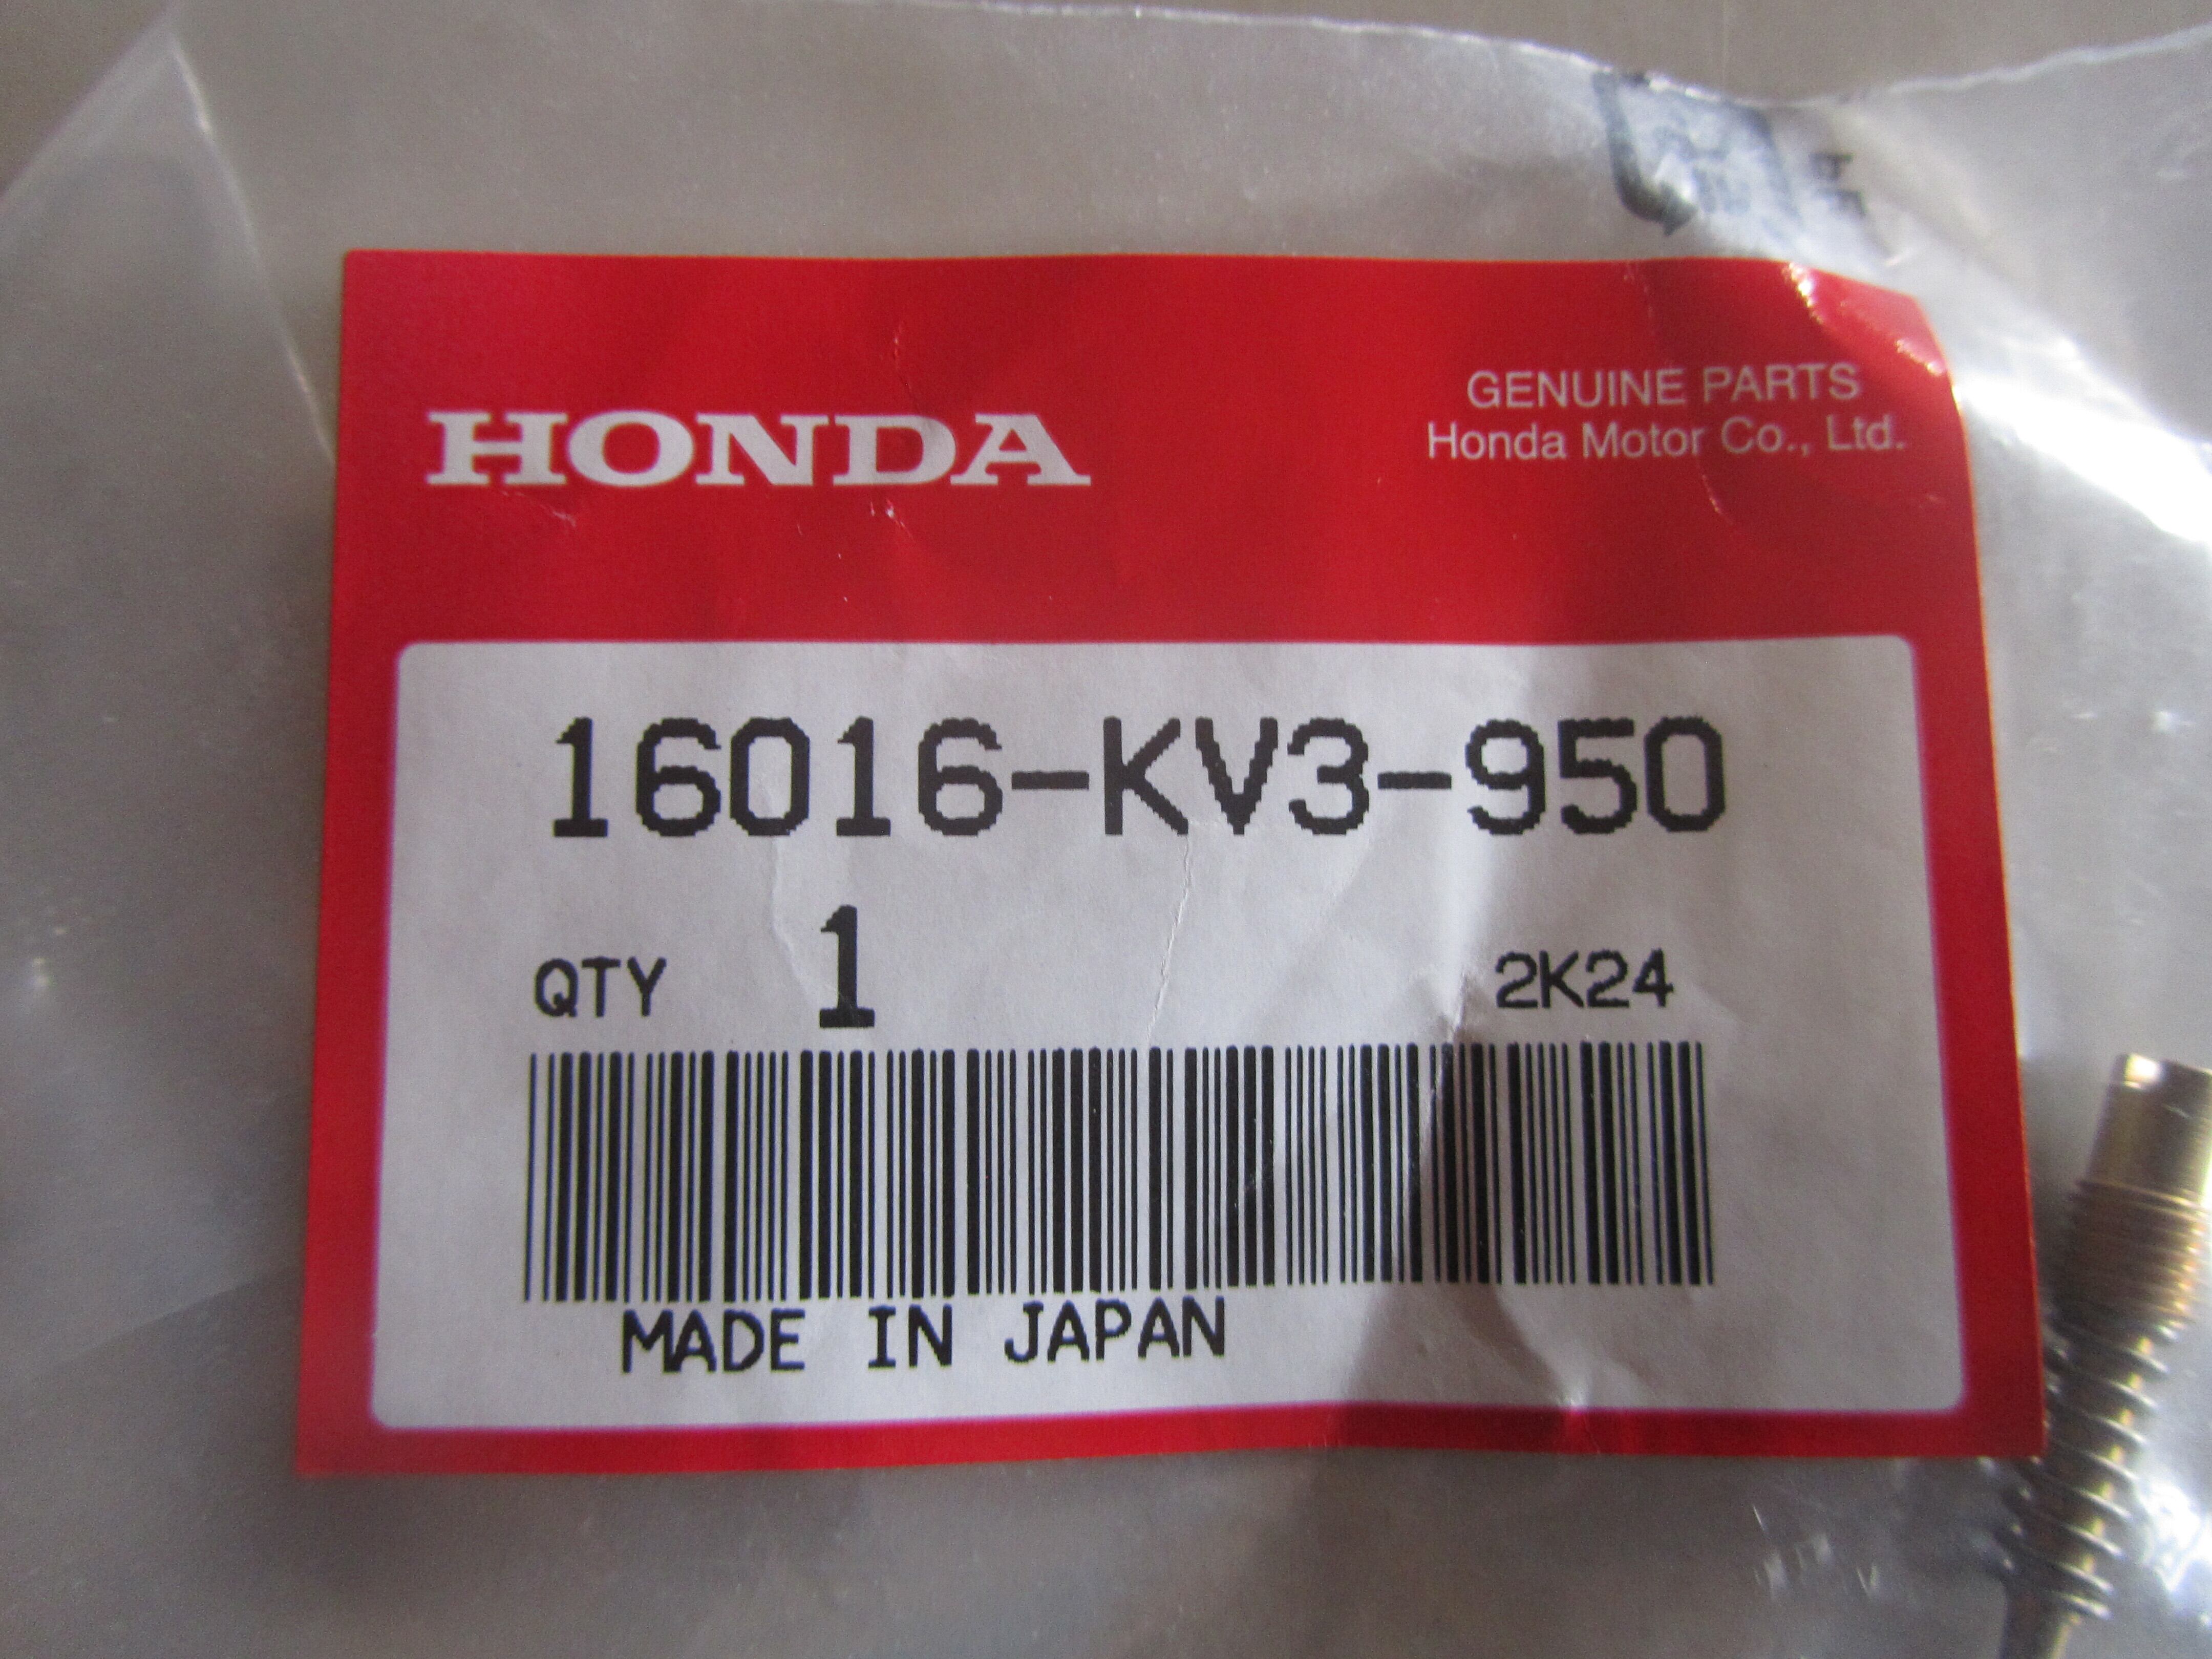 HONDA
GENUINE PARTS
Honda Motor Co., Ltd.
16016-KV3-950
QTY 1 2K24
MADE IN JAPAN